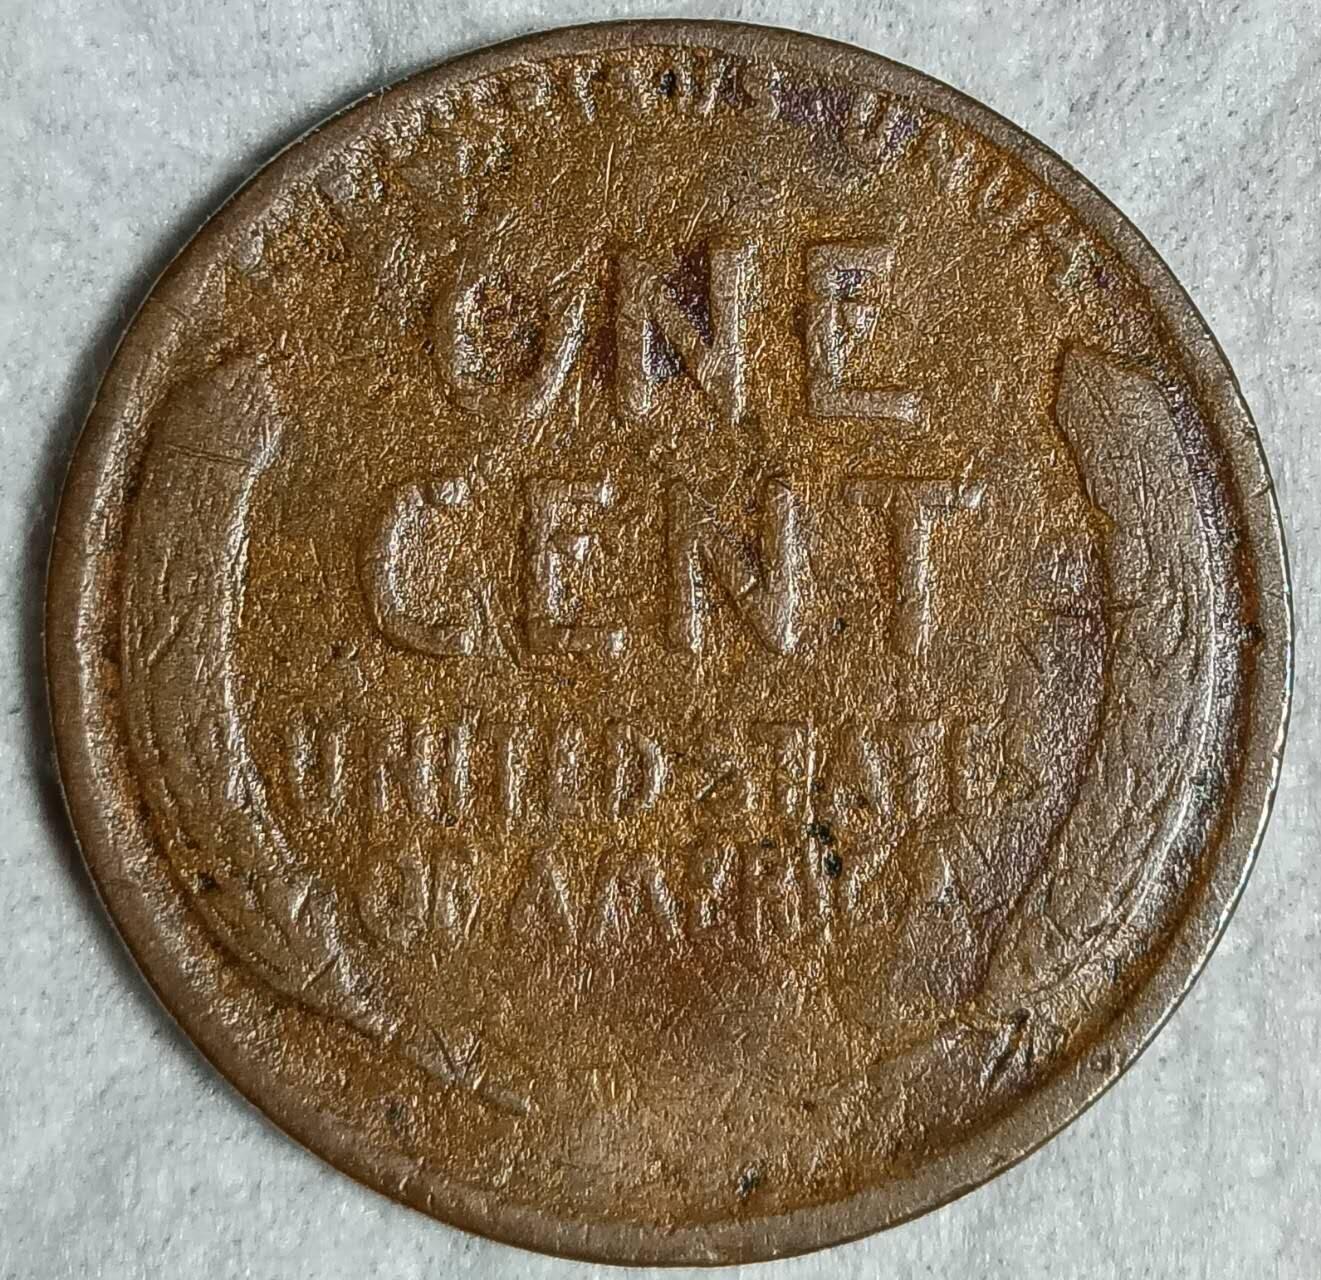 E PLURIBUS UNUM
ONE
CENT
UNITED STATES
OF AMERICA